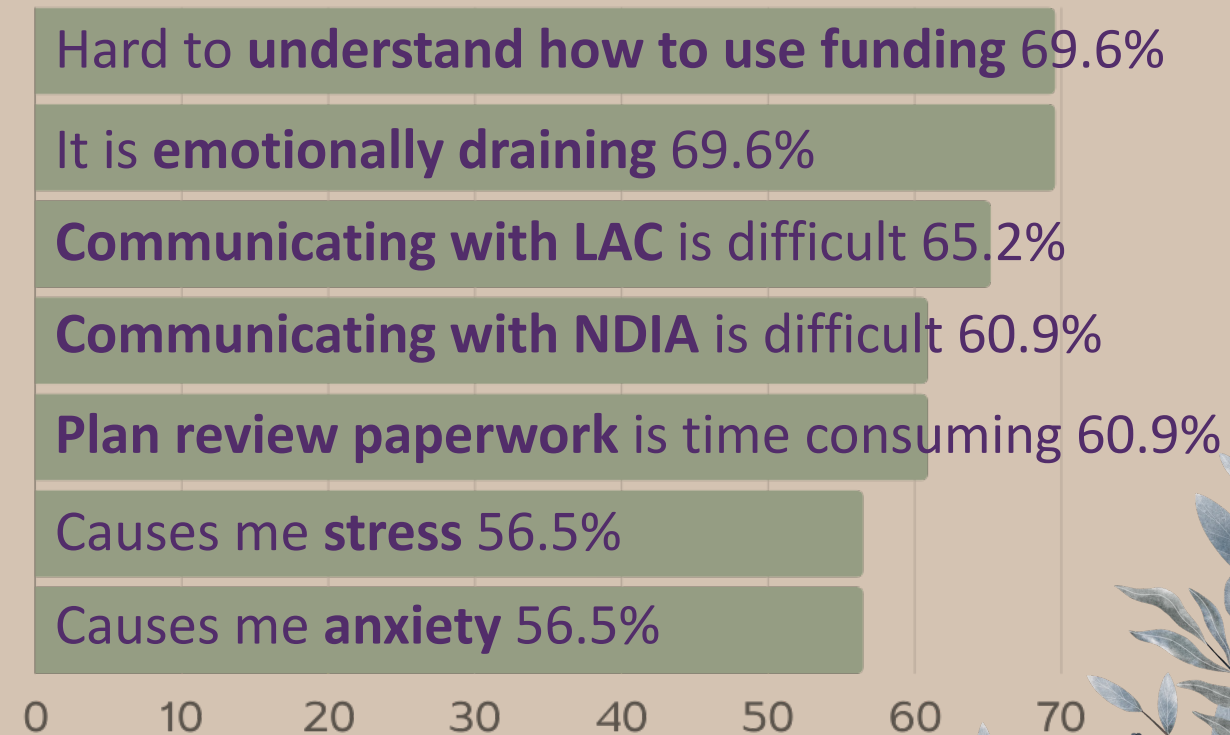 Hard to understand how to use funding 69.6%
It is emotionally draining 69.6%
Communicating with LAC is difficult 65.2%
Communicating with NDIA is difficult 60.9%
Plan review paperwork is time consuming 60.9%
Causes me stress 56.5%
Causes me anxiety 56.5%
0 10 20 30 40 50 60 70